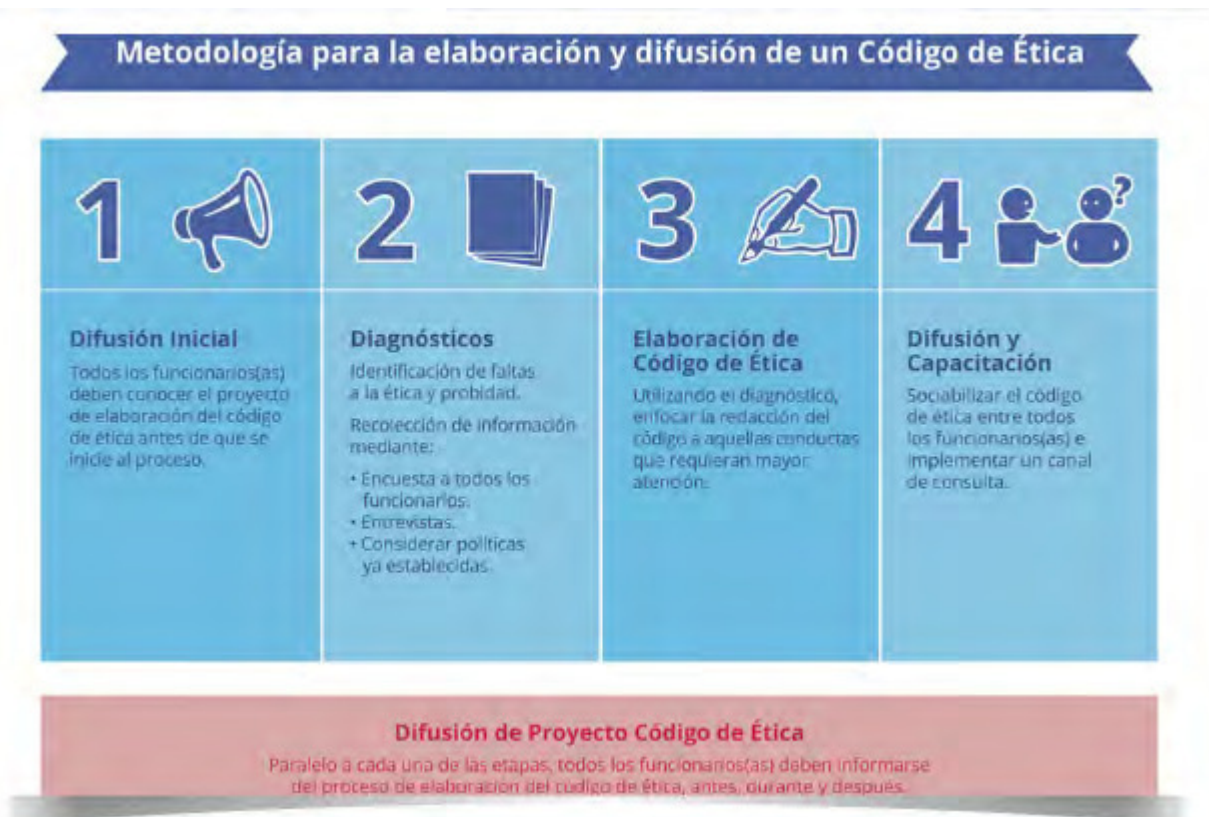 Metodología para la elaboración y difusión de un Código de Ética
1
Difusión Inicial
Todos los funcionarios(as)
deben conocer el proyecto
de elaboración del código
de ética antes de que se
inicie al proceso.
2
Diagnósticos
Identificación de faltas
a la ética y probidad.
Recolección de información
mediante:
• Encuesta a todos los
funcionarios.
• Entrevistas.
• Considerar políticas
ya establecidas.
3
Elaboración de
Código de Ética
Utilizando el diagnóstico,
enfocar la redacción del
código a aquellas conductas
que requieran mayor
atención.
4
?
Difusión y
Capacitación
Sociabilizar el código
de ética entre todos
los funcionarios(as) e
implementar un canal
de consulta.
Difusión de Proyecto Código de Ética
Paralelo a cada una de las etapas, todos los funcionarios(as) deben informarse
del proceso de elaboración del código de ética, antes, durante y después.